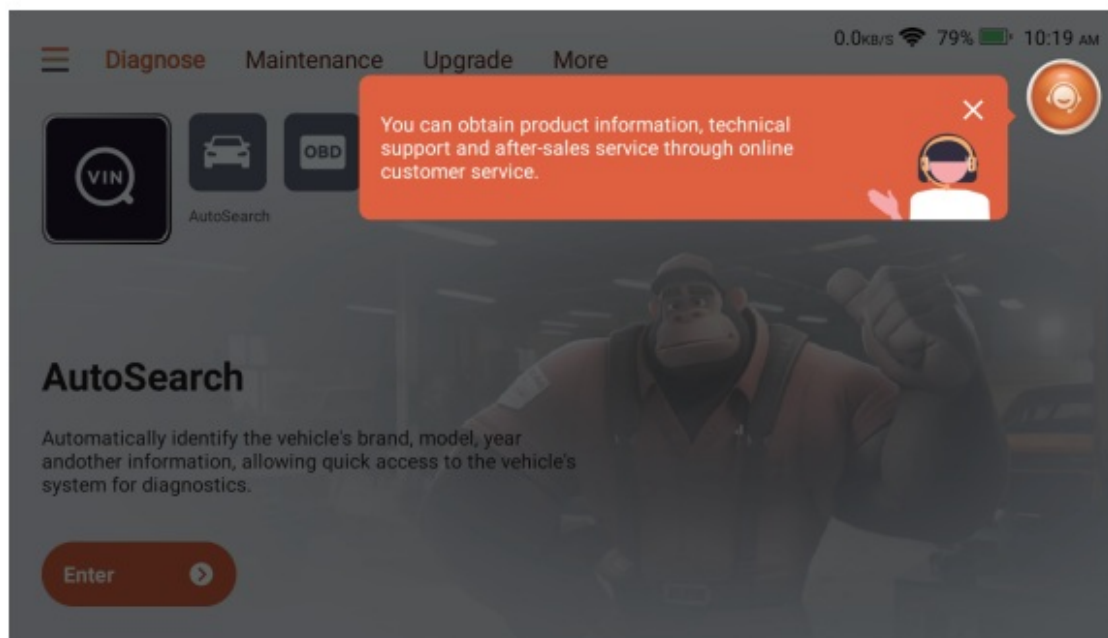 0.0KB/S 79% 10:19 AM
Diagnose Maintenance Upgrade More
You can obtain product information, technical
support and after-sales service through online
customer service.
VIN
OBD
AutoSearch
AutoSearch
Automatically identify the vehicle's brand, model, year
andother information, allowing quick access to the vehicle's
system for diagnostics.
Enter